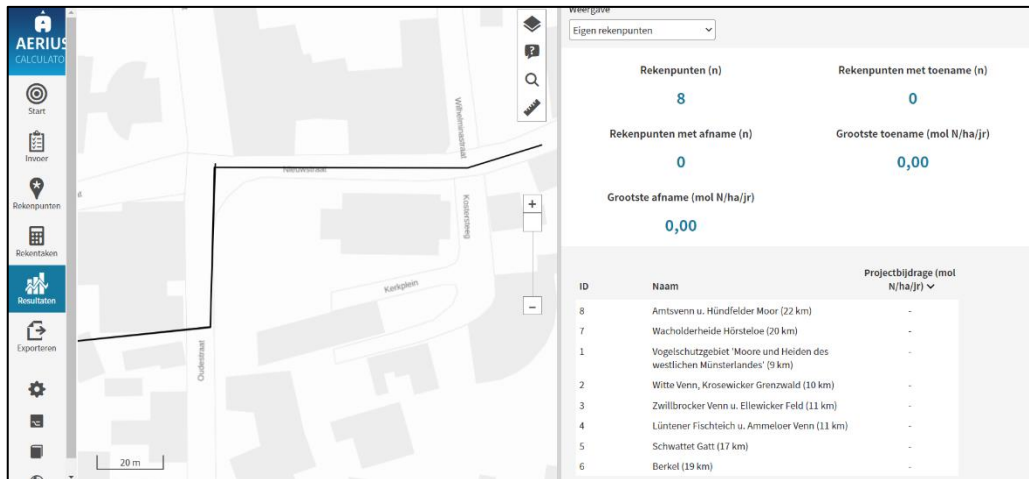 AERIUS
CALCULATO
Start
Invoer
Rekenpunten
Rekentaken
Resultaten
Exporteren
Wilhelminastraat
Nieuwstraat
Kostersteeg
Kerkplein
Oudestraat
20 m
+
−
Weergave
Eigen rekenpunten
Rekenpunten (n)
8
Rekenpunten met toename (n)
0
Rekenpunten met afname (n)
0
Grootste toename (mol N/ha/jr)
0,00
Grootste afname (mol N/ha/jr)
0,00
ID Naam Projectbijdrage (mol
N/ha/jr)
8 Amtsvenn u. Hündfelder Moor (22 km) -
7 Wacholderheide Hörsteloe (20 km) -
1 Vogelschutzgebiet 'Moore und Heiden des
westlichen Münsterlandes' (9 km) -
2 Witte Venn, Krosewicker Grenzwald (10 km) -
3 Zwillbrocker Venn u. Ellewicker Feld (11 km) -
4 Lüntener Fischteich u. Ammeloer Venn (11 km) -
5 Schwattet Gatt (17 km) -
6 Berkel (19 km) -